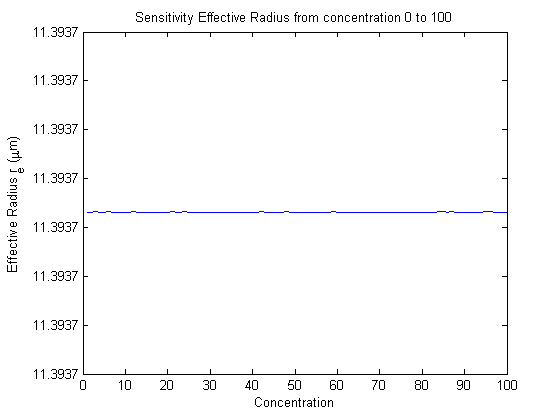 Sensitivity Effective Radius from concentration 0 to 100
11.3937
11.3937
11.3937
11.3937
11.3937
11.3937
11.3937
11.3937
Effective Radius r_e (μm)
0 10 20 30 40 50 60 70 80 90 100
Concentration